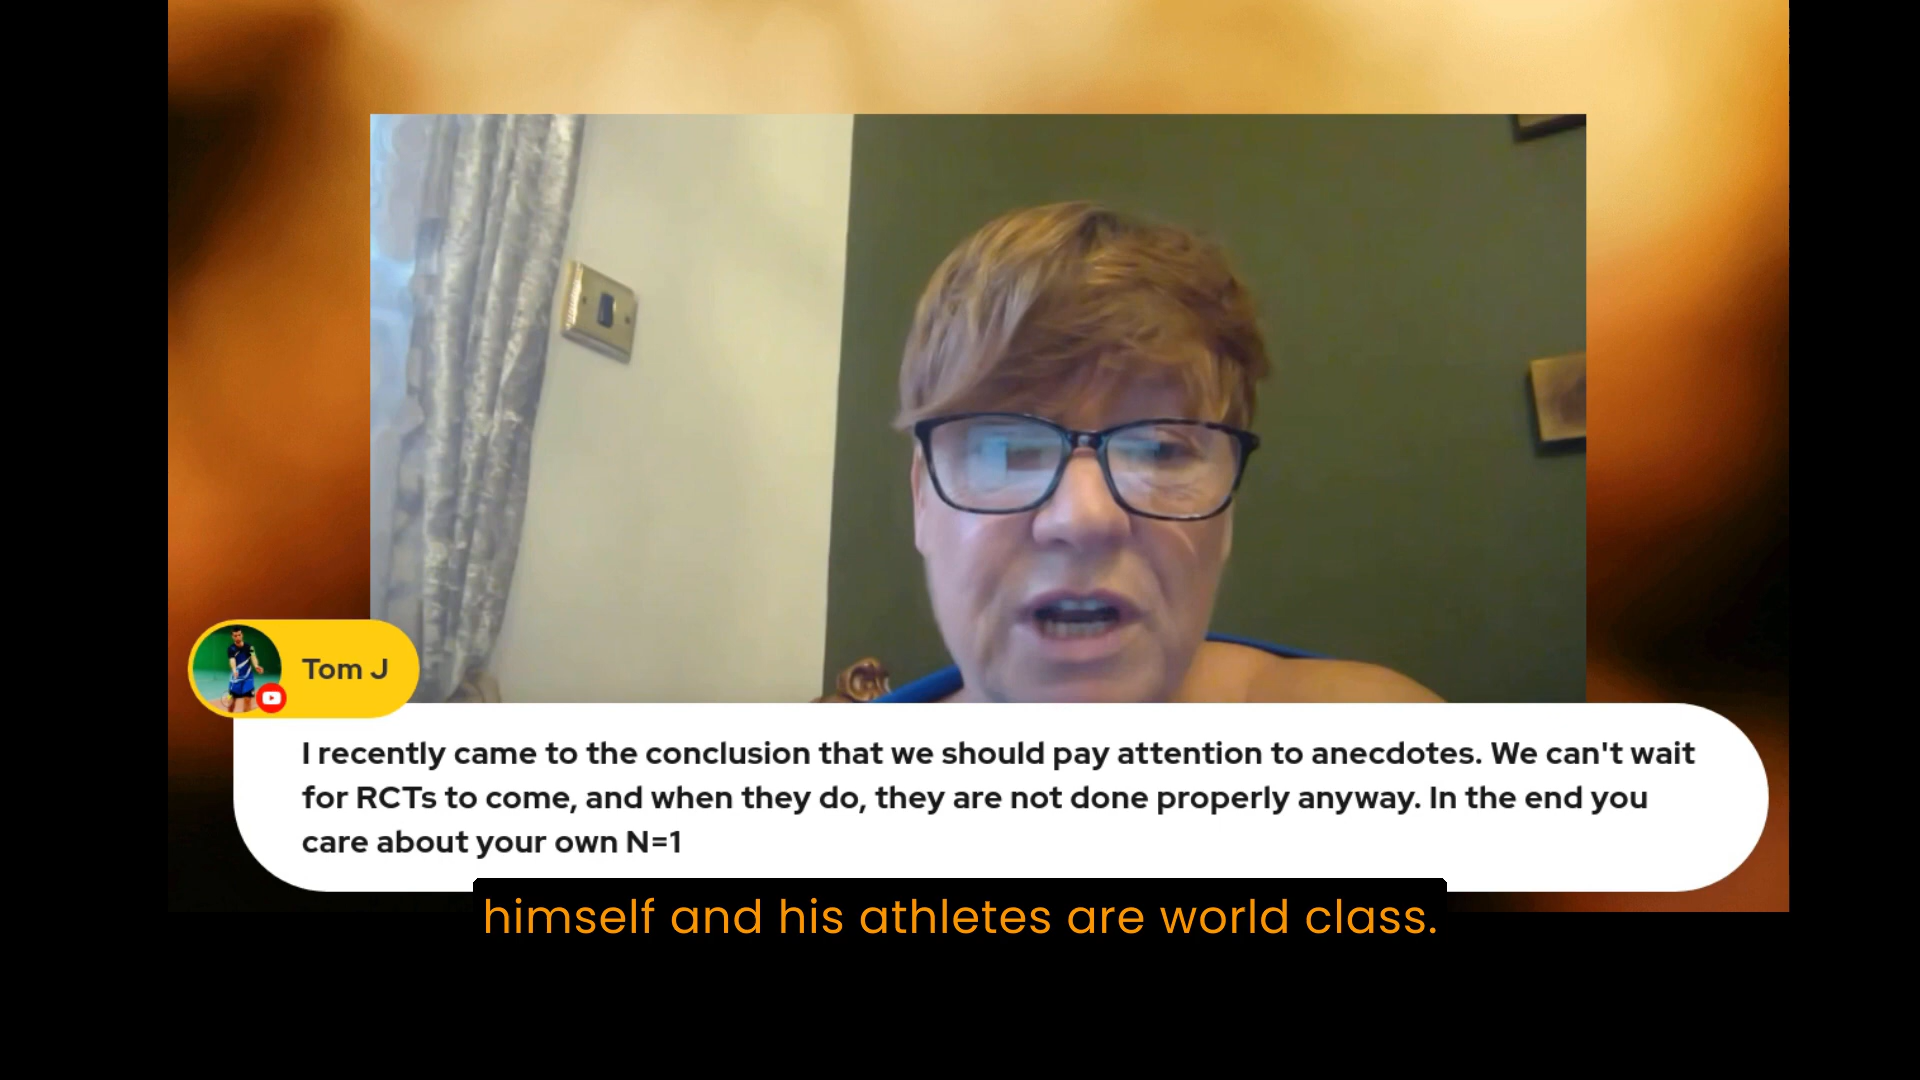 Tom J
I recently came to the conclusion that we should pay attention to anecdotes. We can't wait
for RCTs to come, and when they do, they are not done properly anyway. In the end you
care about your own N=1
himself and his athletes are world class.